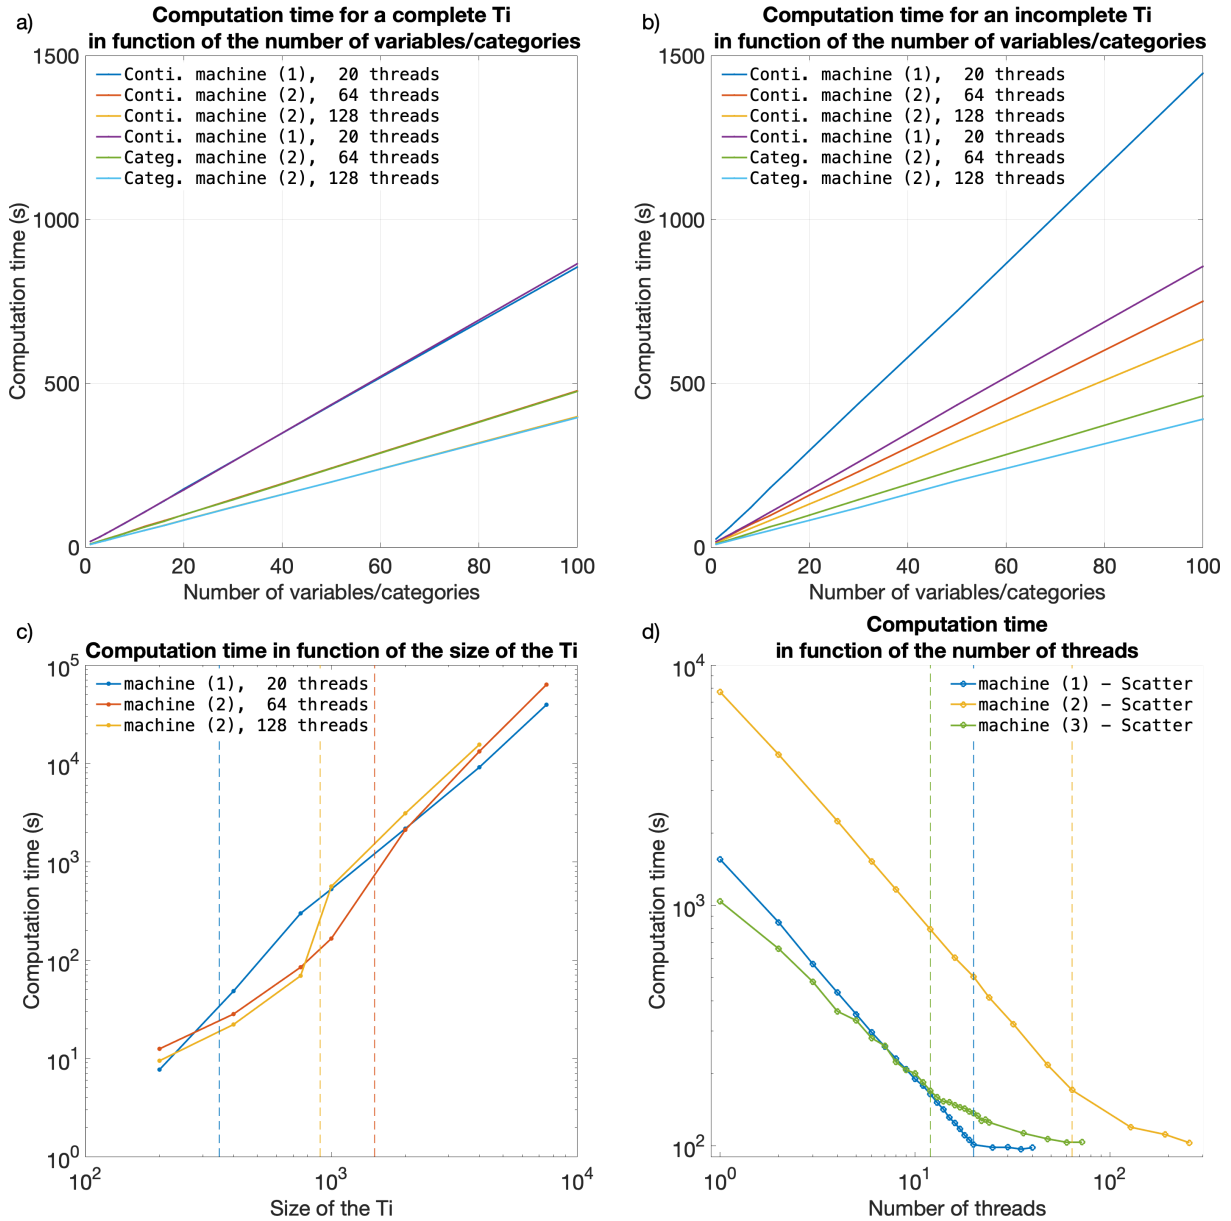 a)
Computation time for a complete Ti
in function of the number of variables/categories
1500
1000
500
0
Computation time (s)
Conti. machine (1), 20 threads
Conti. machine (2), 64 threads
Conti. machine (2), 128 threads
Conti. machine (1), 20 threads
Categ. machine (2), 64 threads
Categ. machine (2), 128 threads
0 20 40 60 80 100
Number of variables/categories
b)
Computation time for an incomplete Ti
in function of the number of variables/categories
1500
1000
500
0
Computation time (s)
Conti. machine (1), 20 threads
Conti. machine (2), 64 threads
Conti. machine (2), 128 threads
Conti. machine (1), 20 threads
Categ. machine (2), 64 threads
Categ. machine (2), 128 threads
0 20 40 60 80 100
Number of variables/categories
c)
Computation time in function of the size of the Ti
10^5
10^4
10^3
10^2
10^1
10^0
Computation time (s)
machine (1), 20 threads
machine (2), 64 threads
machine (2), 128 threads
10^2 10^3 10^4
Size of the Ti
d)
Computation time
in function of the number of threads
10^4
10^3
10^2
Computation time (s)
machine (1) – Scatter
machine (2) – Scatter
machine (3) – Scatter
10^0 10^1 10^2
Number of threads